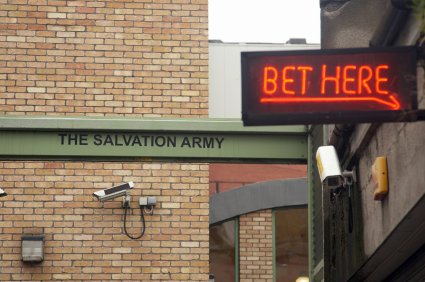 BET HERE
THE SALVATION ARMY